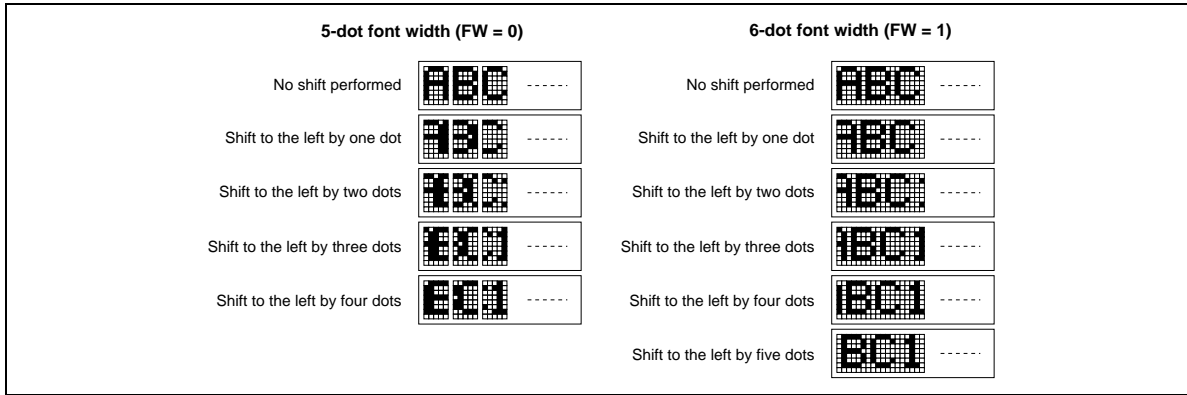 5-dot font width (FW = 0)
No shift performed
ABC
Shift to the left by one dot
Shift to the left by two dots
Shift to the left by three dots
Shift to the left by four dots
6-dot font width (FW = 1)
No shift performed
ABC
Shift to the left by one dot
ABC
Shift to the left by two dots
Shift to the left by three dots
Shift to the left by four dots
Shift to the left by five dots
BC1